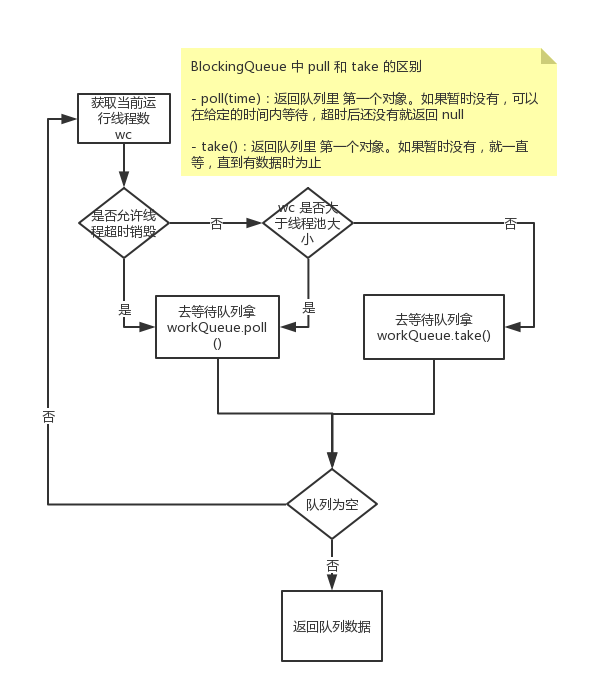 BlockingQueue 中 pull 和 take 的区别
- poll(time)：返回队列里 第一个对象。如果暂时没有，可以
在给定的时间内等待，超时后还没有就返回 null
- take()：返回队列里 第一个对象。如果暂时没有，就一直
等，直到有数据时为止
获取当前运
行线程数
wc
是否允许线
程超时销毁
否
wc 是否大
于线程池大
小
否
是
是
去等待队列拿
workQueue.poll
()
去等待队列拿
workQueue.take()
否
队列为空
否
返回队列数据